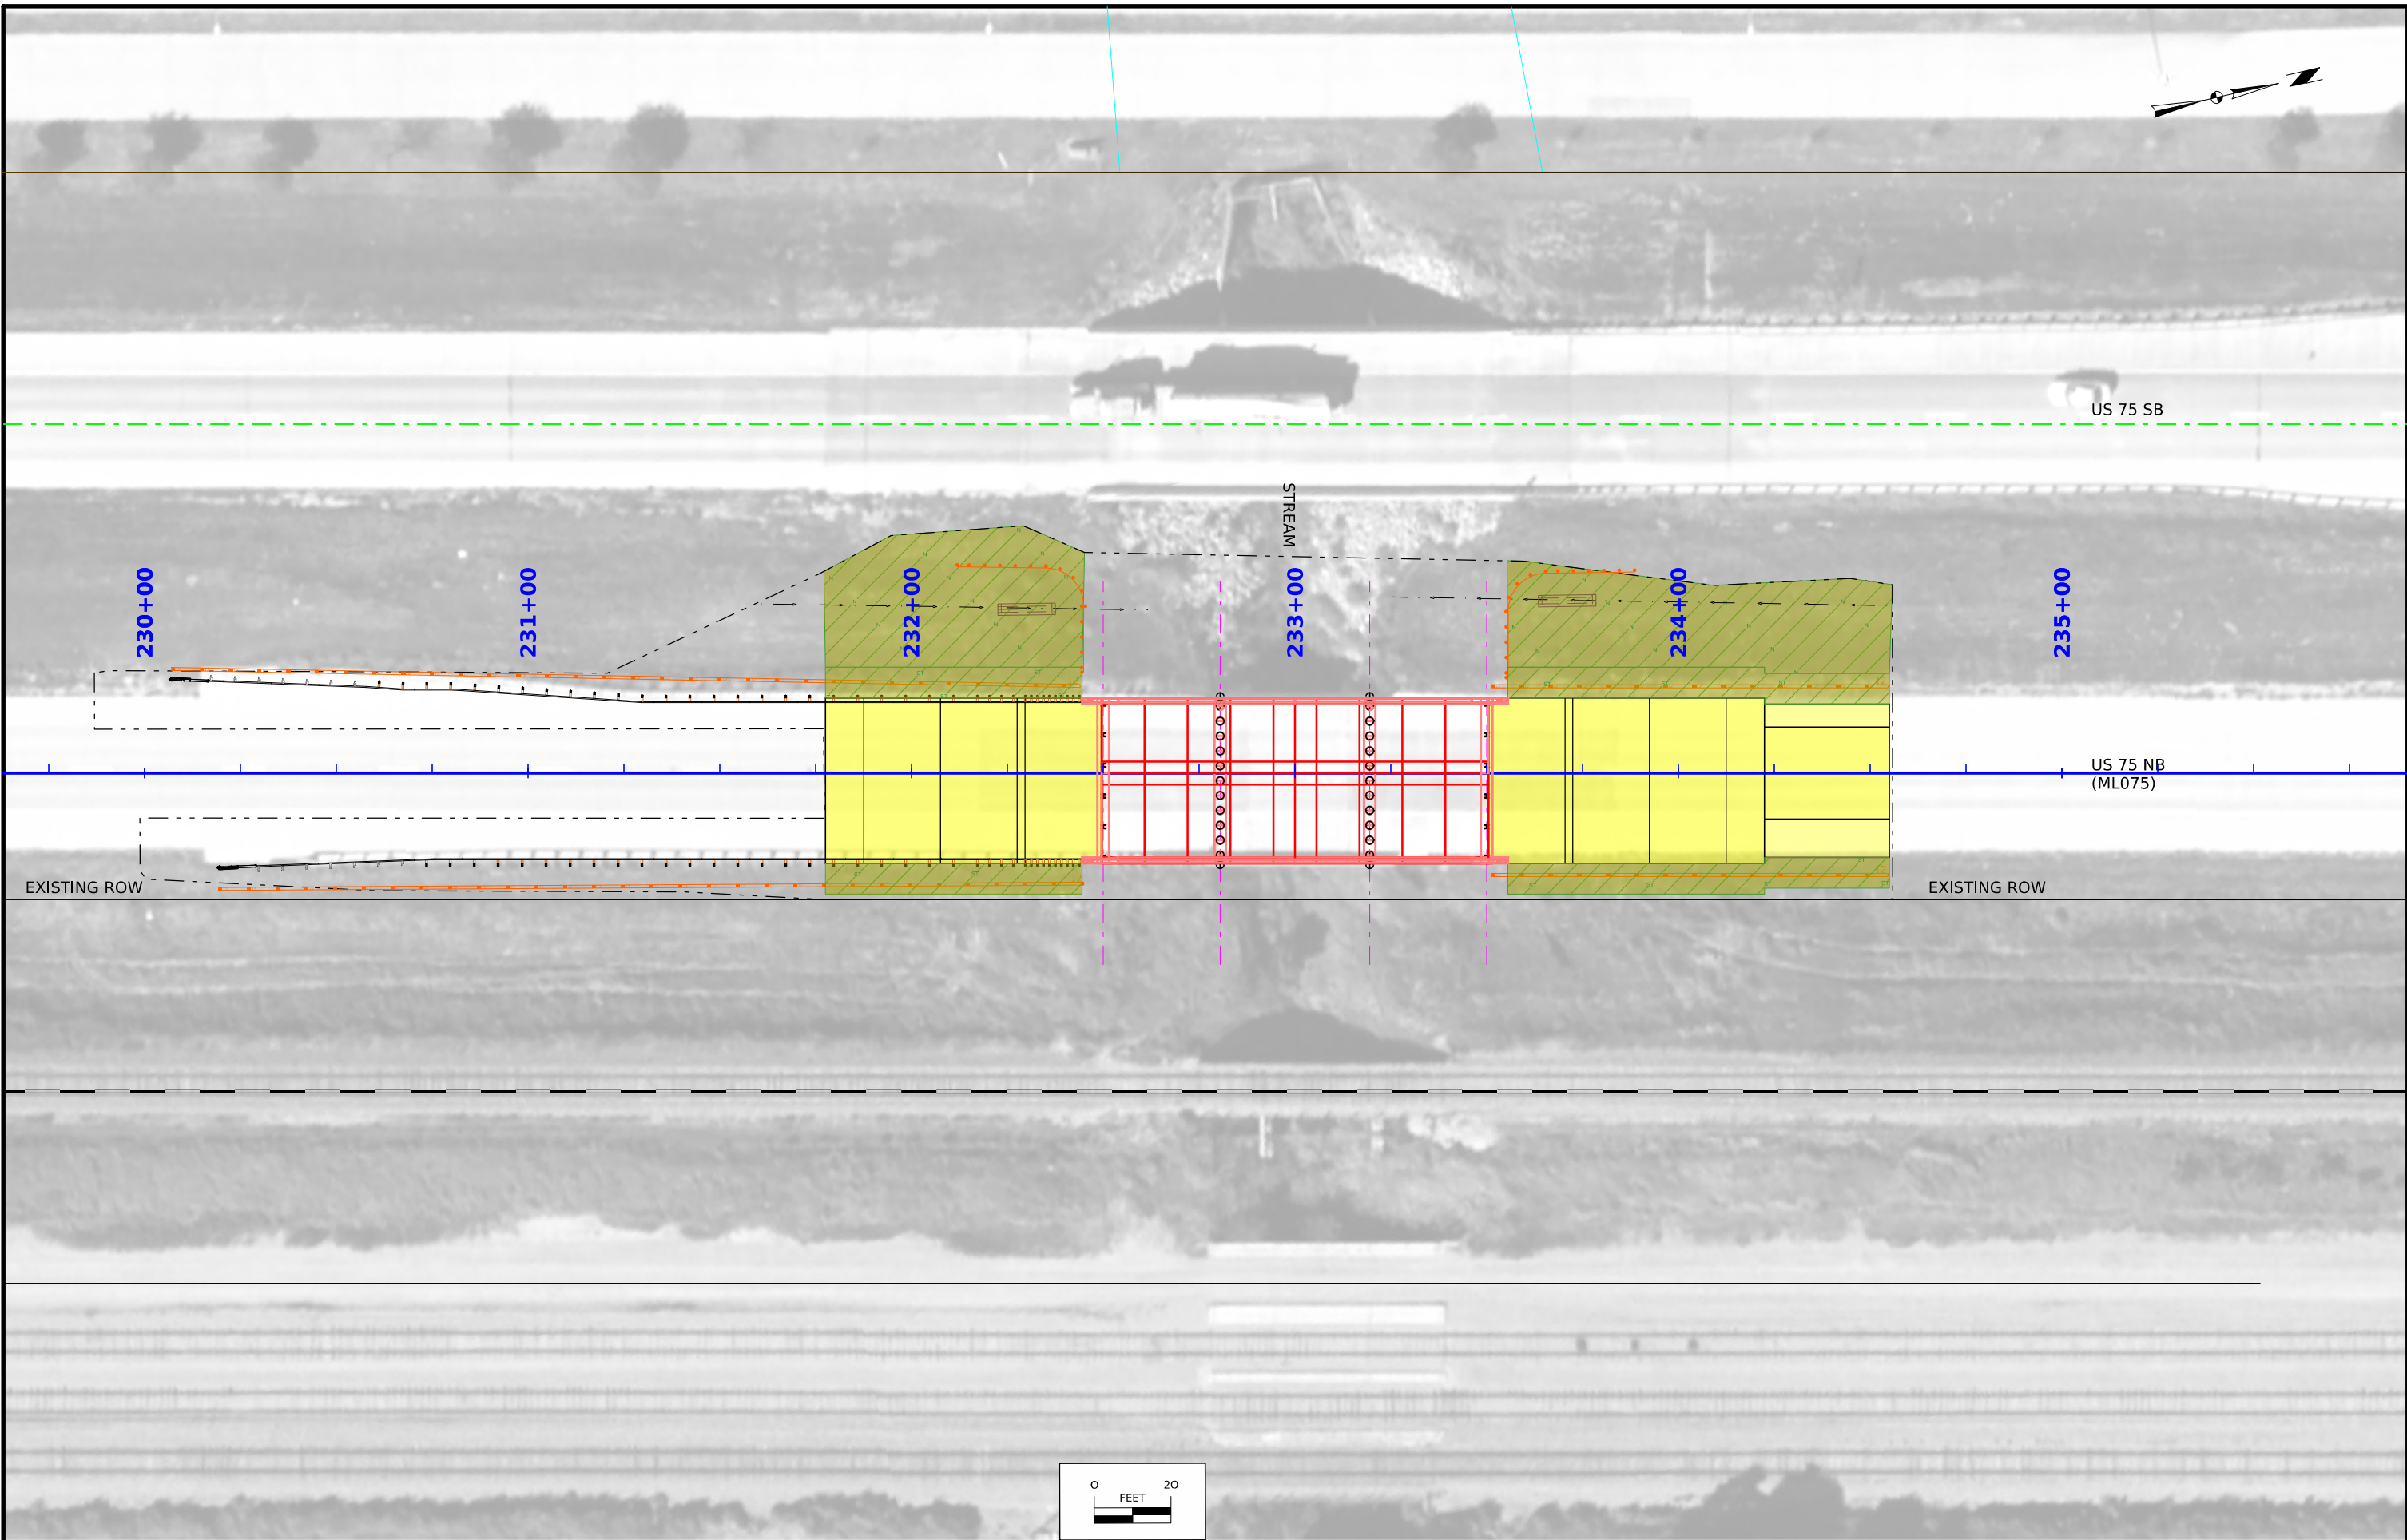 US 75 SB
STREAM
230+00
231+00
232+00
233+00
234+00
235+00
US 75 NB
(ML075)
EXISTING ROW
EXISTING ROW
0 20
FEET